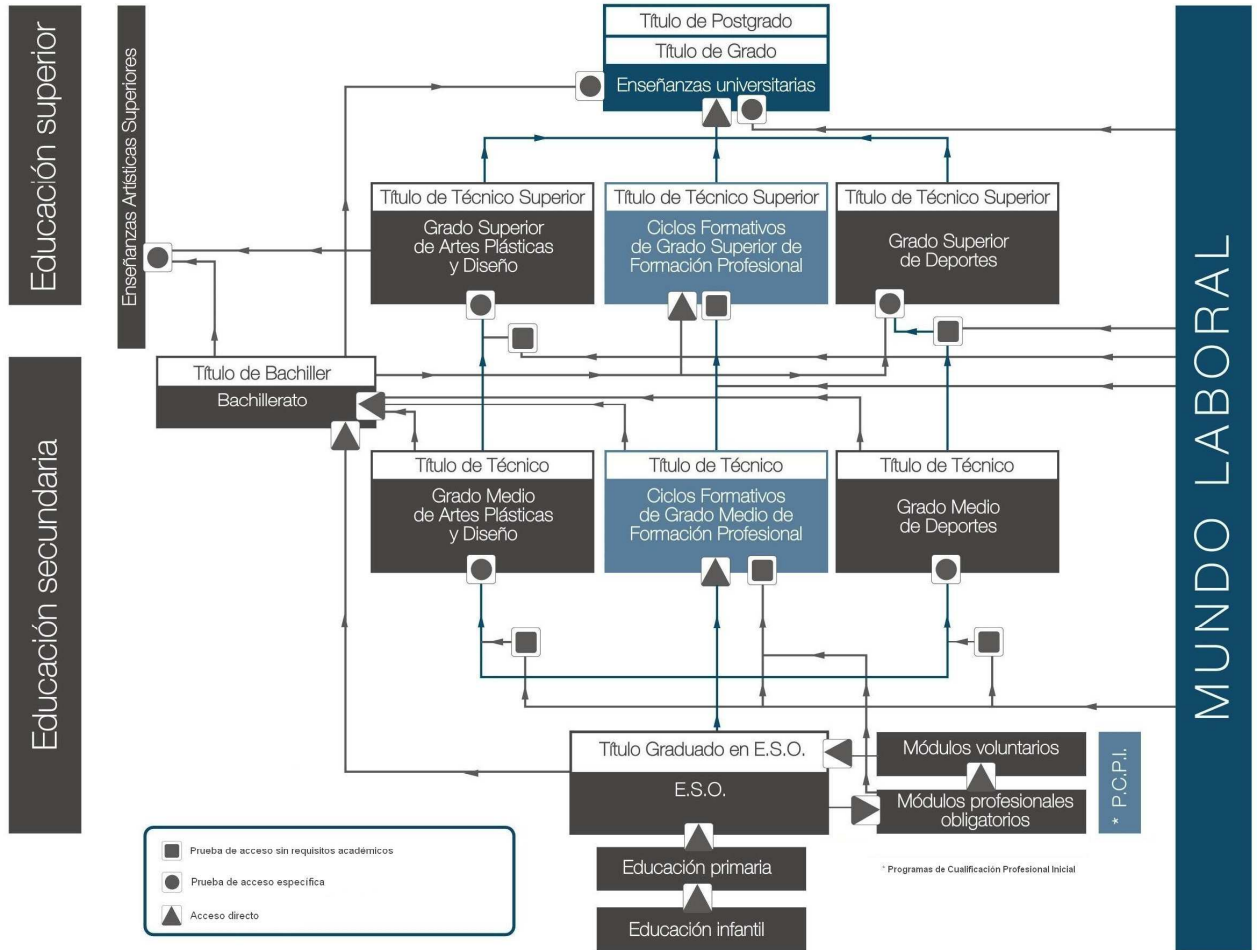 Educación superior
Educación secundaria
Enseñanzas Artísticas Superiores
Título de Postgrado
Título de Grado
Enseñanzas universitarias
Título de Técnico Superior
Grado Superior
de Artes Plásticas
y Diseño
Título de Técnico Superior
Ciclos Formativos
de Grado Superior de
Formación Profesional
Título de Técnico Superior
Grado Superior
de Deportes
Título de Bachiller
Bachillerato
Título de Técnico
Grado Medio
de Artes Plásticas
y Diseño
Título de Técnico
Ciclos Formativos
de Grado Medio de
Formación Profesional
Título de Técnico
Grado Medio
de Deportes
Título Graduado en E.S.O.
E.S.O.
Módulos voluntarios
Módulos profesionales
obligatorios
* P.C.P.I.
Educación primaria
Educación infantil
* Programas de Cualificación Profesional Inicial
Prueba de acceso sin requisitos académicos
Prueba de acceso específica
Acceso directo
MUNDO LABORAL